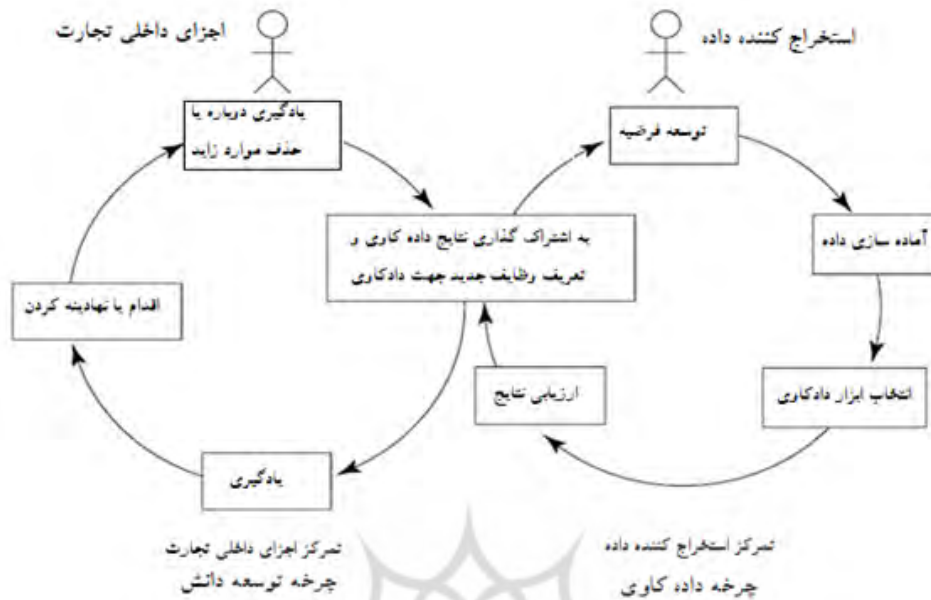 اجزای داخلی تجارت
استخراج کننده داده
یادگیری دوباره یا
حذف موارد زاید
توسعه فرضیه
به اشتراک گذاری نتایج داده کاوی و
تعریف وظایف جدید جهت دادکاوی
آماده سازی داده
اقدام یا نهادینه کردن
ارزیابی نتایج
انتخاب ابزار دادکاوی
یادگیری
تمرکز اجزای داخلی تجارت
چرخه توسعه دانش
تمرکز استخراج کننده داده
چرخه داده کاوی